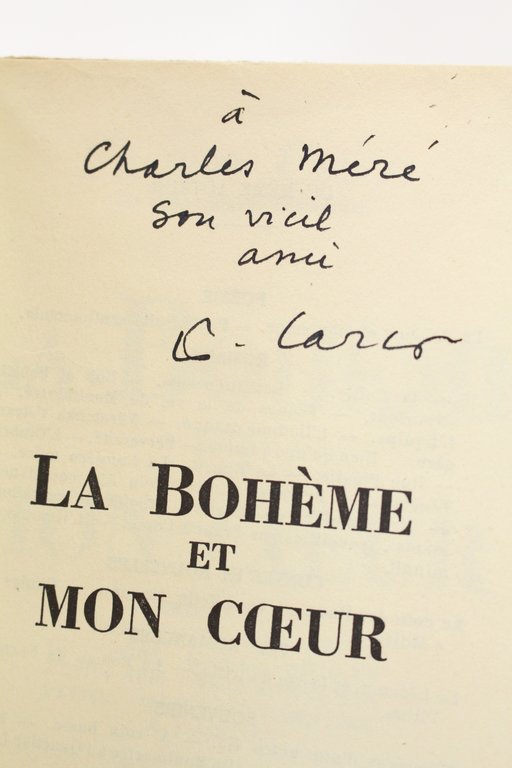 à
Charles Méré
son vieil
ami
Carco
LA BOHÈME
ET
MON CŒUR